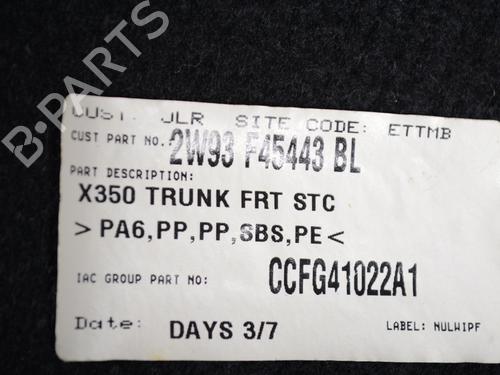 B-PARTS
CUST. JLR SITE CODE: ETTMB
CUST PART NO. 2W93 F45443 BL
PART DESCRIPTION:
X350 TRUNK FRT STC
>PA6,PP,PP,SBS,PE<
IAC GROUP PART NO: CCFG41022A1
Date: DAYS 3/7 LABEL: NULWIPF